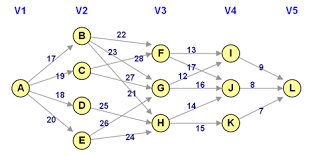 V1 V2 V3 V4 V5
B 22
23 F 13 I
17 28 9
C 17
19 27 12
A G 16 J 8 L
18 21
D 25 14
20 26 7
H 15 K
E 24